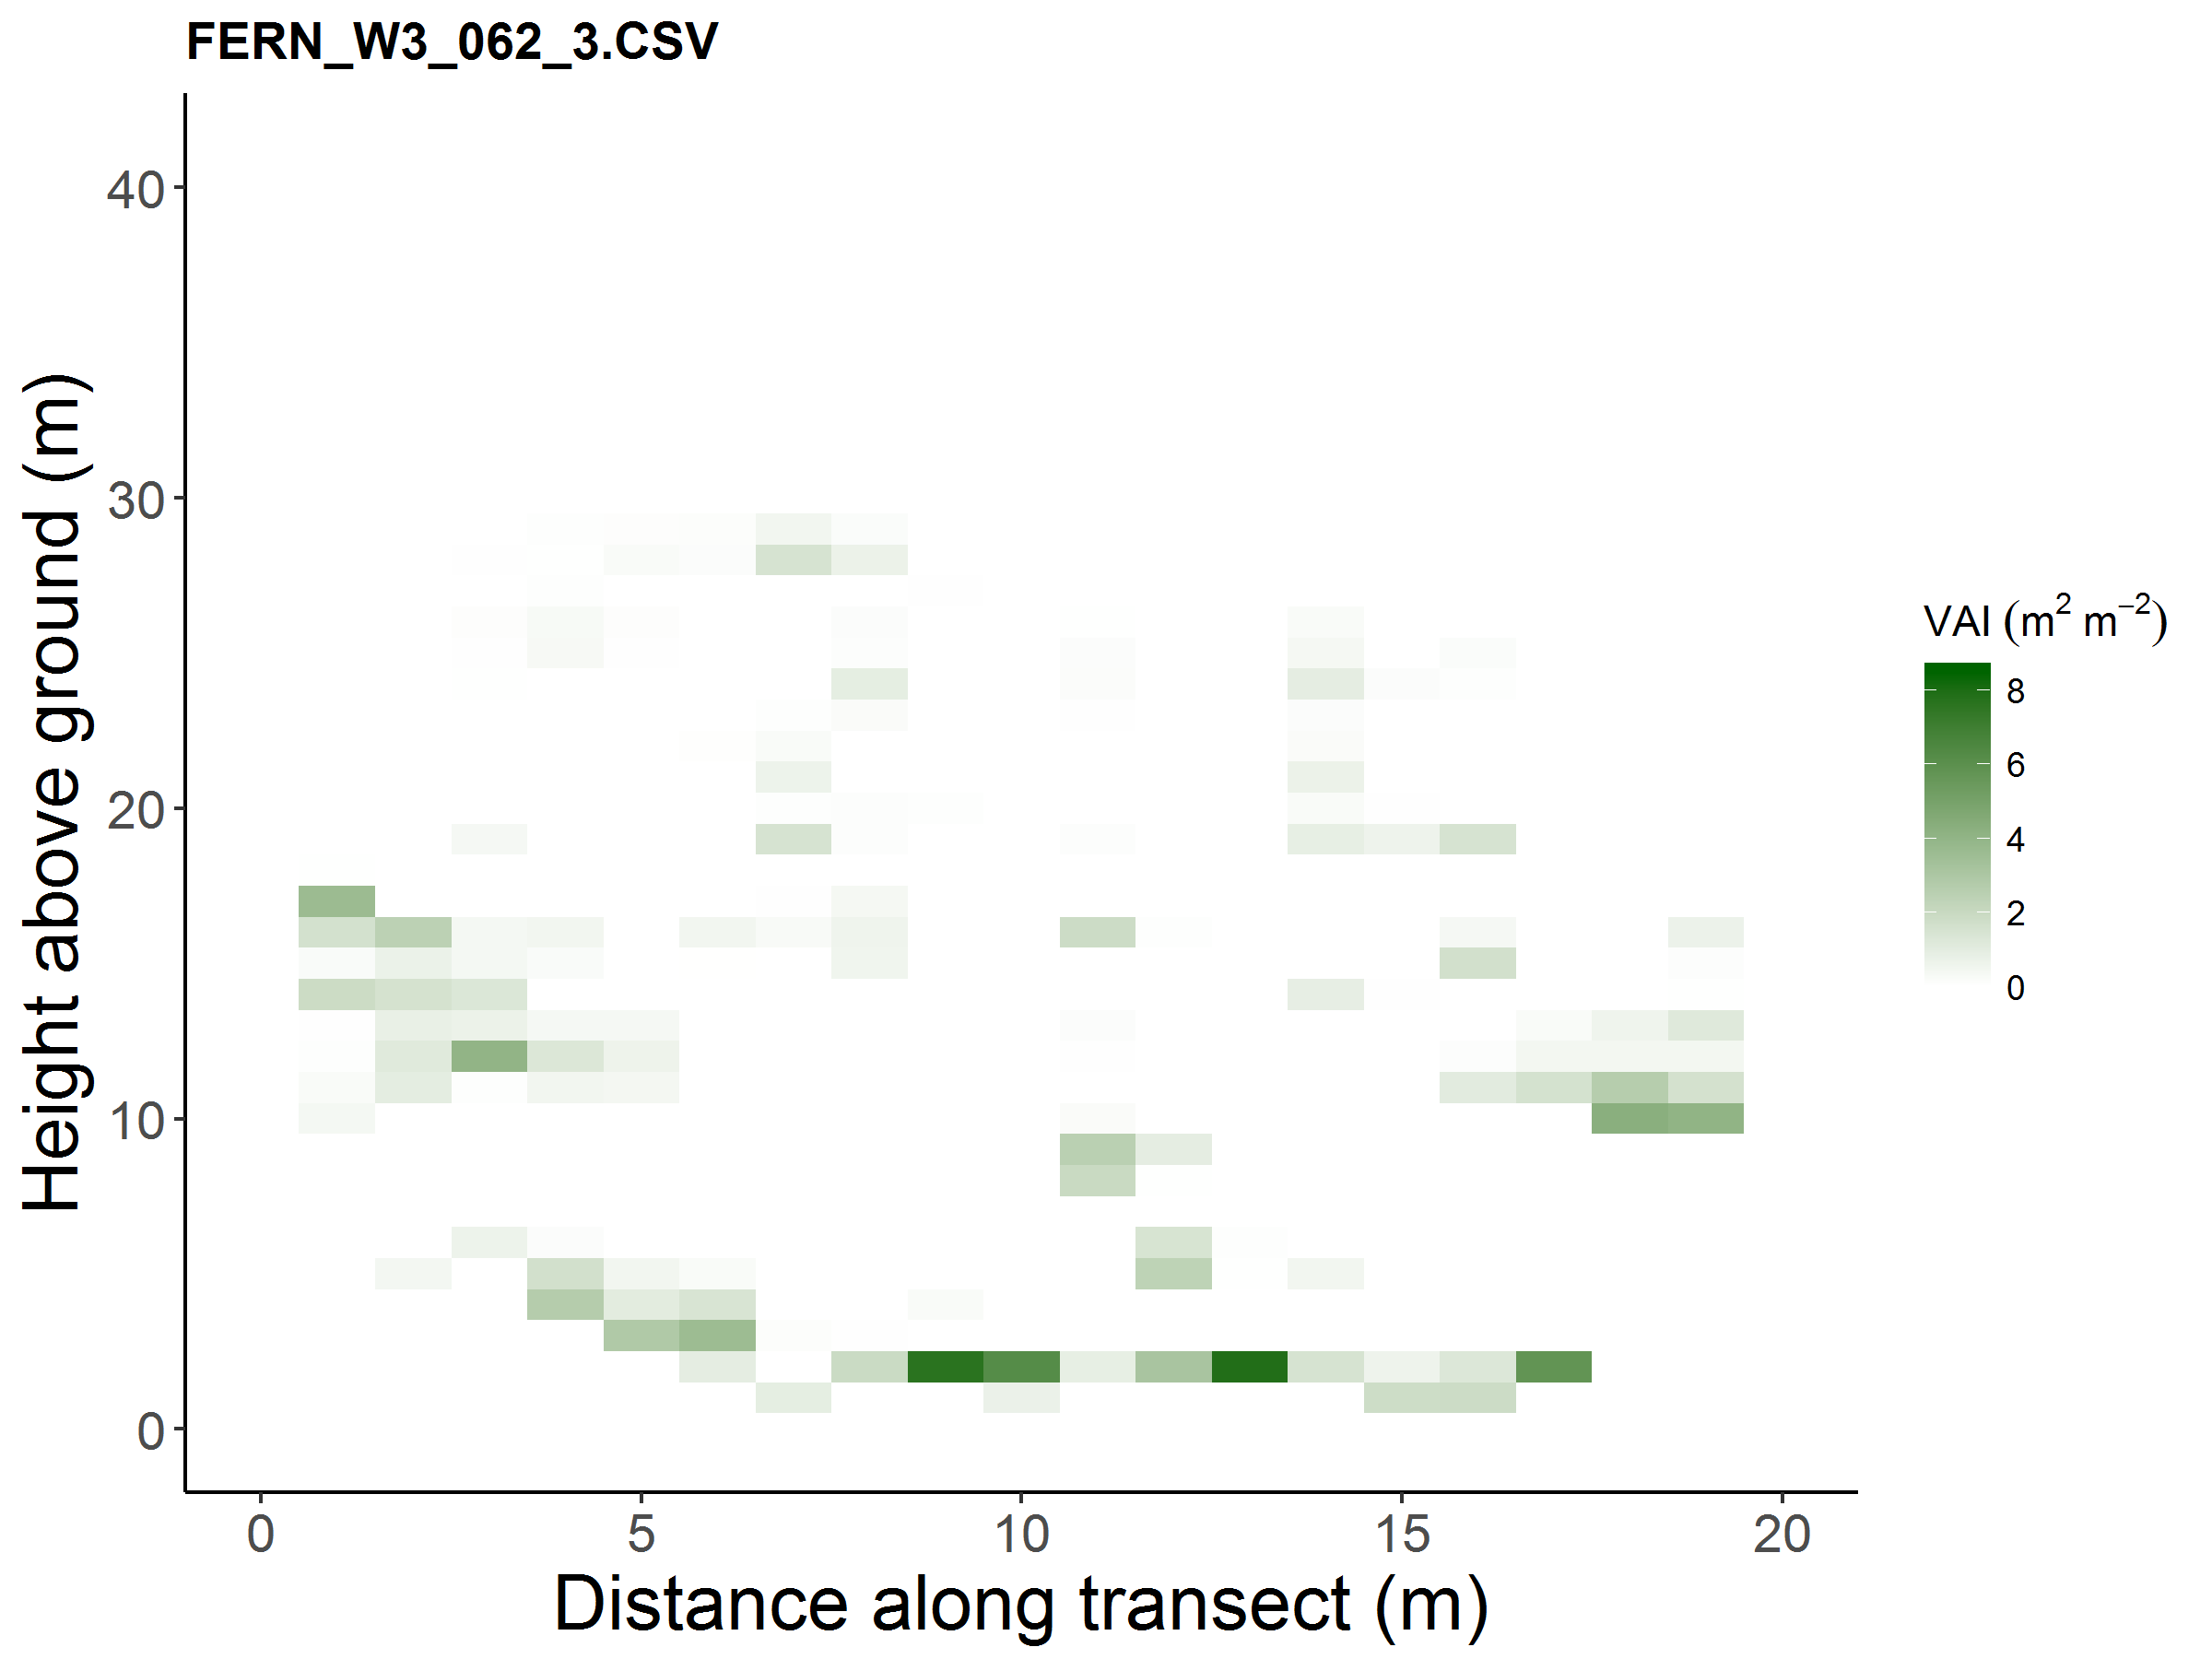 FERN_W3_062_3.CSV
Height above ground (m)
40
30
20
10
0
0 5 10 15 20
Distance along transect (m)
VAI (m² m⁻²)
8
6
4
2
0